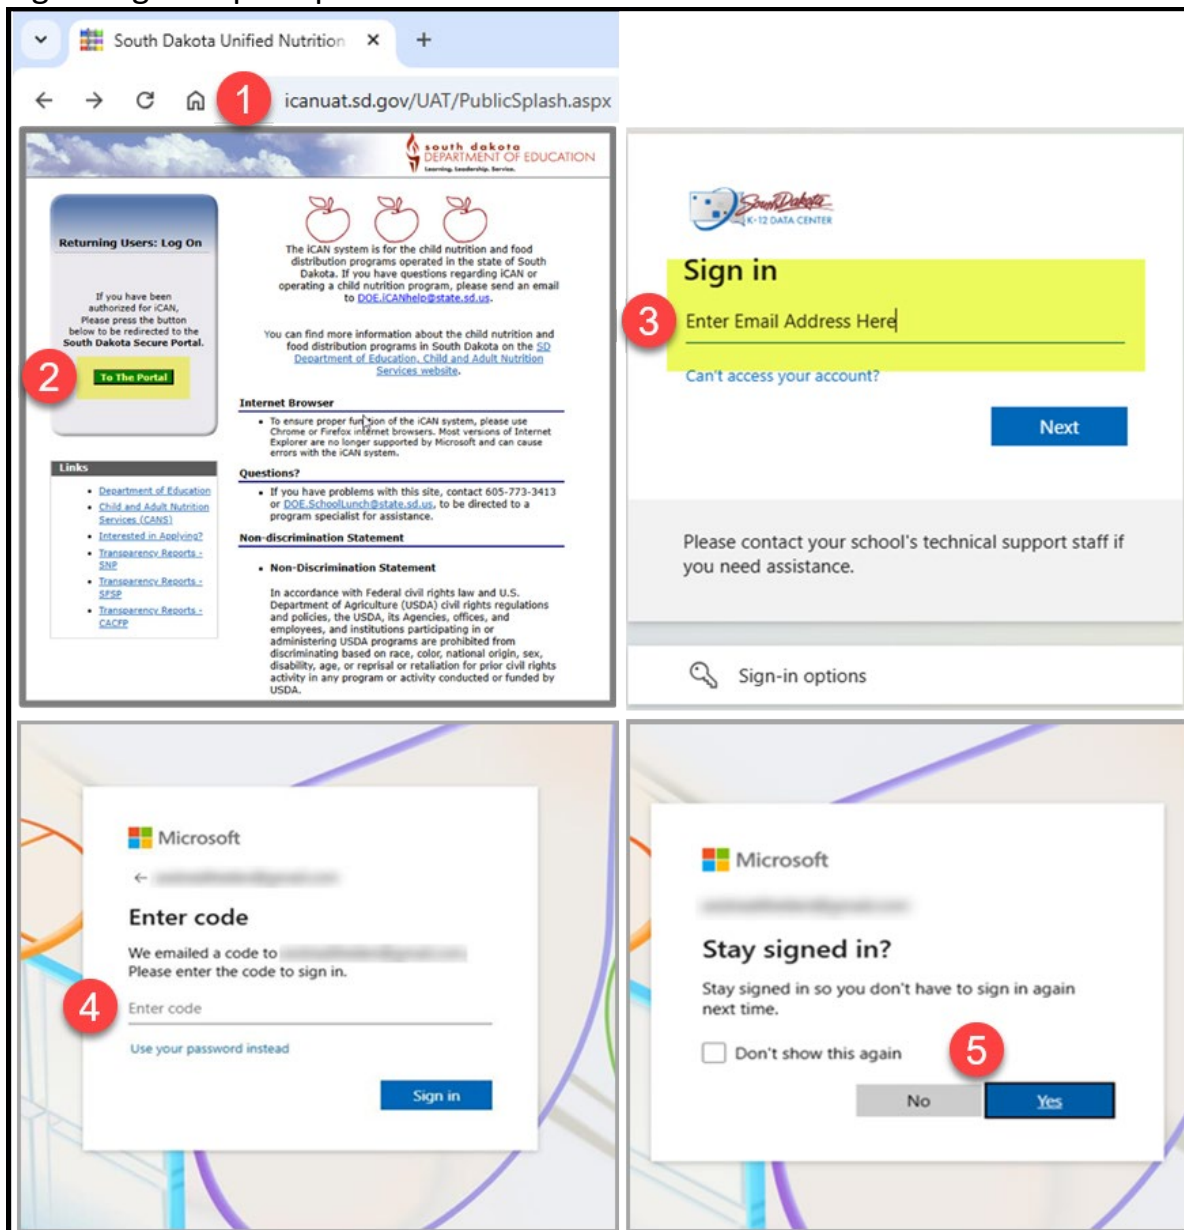 South Dakota Unified Nutrition
1
icanuat.sd.gov/UAT/PublicSplash.aspx
south dakota
DEPARTMENT OF EDUCATION
Learning. Leadership. Service.
Returning Users: Log On
If you have been
authorized for iCAN,
Please press the button
below to be redirected to the
South Dakota Secure Portal.
2
To The Portal
Links
Department of Education
Child and Adult Nutrition
Services (CANS)
Interested in Applying?
Transparency Reports -
SNP
Transparency Reports -
SFSP
Transparency Reports -
CACFP
The iCAN system is for the child nutrition and food
distribution programs operated in the state of South
Dakota. If you have questions regarding iCAN or
operating a child nutrition program, please send an email
to DOE.iCANhelp@state.sd.us.
You can find more information about the child nutrition and
food distribution programs in South Dakota on the SD
Department of Education, Child and Adult Nutrition
Services website.
Internet Browser
To ensure proper function of the iCAN system, please use
Chrome or Firefox internet browsers. Most versions of Internet
Explorer are no longer supported by Microsoft and can cause
errors with the iCAN system.
Questions?
If you have problems with this site, contact 605-773-3413
or DOE.SchoolLunch@state.sd.us, to be directed to a
program specialist for assistance.
Non-discrimination Statement
Non-Discrimination Statement
In accordance with Federal civil rights law and U.S.
Department of Agriculture (USDA) civil rights regulations
and policies, the USDA, its Agencies, offices, and
employees, and institutions participating in or
administering USDA programs are prohibited from
discriminating based on race, color, national origin, sex,
disability, age, or reprisal or retaliation for prior civil rights
activity in any program or activity conducted or funded by
USDA.
South Dakota
K-12 DATA CENTER
Sign in
3
Enter Email Address Here
Can't access your account?
Next
Please contact your school's technical support staff if
you need assistance.
Sign-in options
Microsoft
Enter code
We emailed a code to
Please enter the code to sign in.
4
Enter code
Use your password instead
Sign in
Microsoft
Stay signed in?
Stay signed in so you don't have to sign in again
next time.
Don't show this again
5
No
Yes